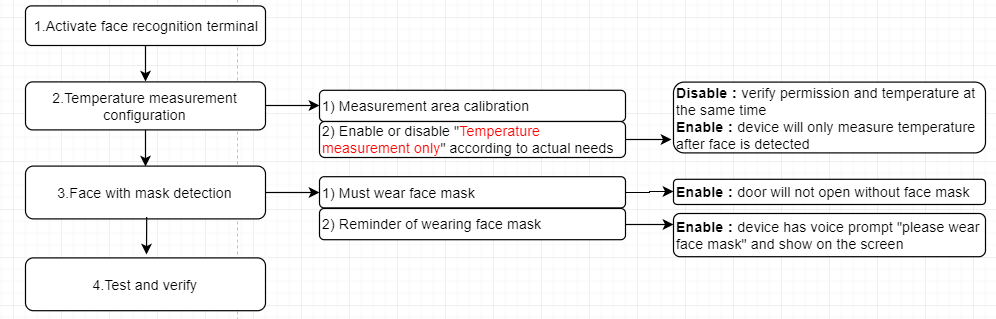 1.Activate face recognition terminal
2.Temperature measurement
configuration
1) Measurement area calibration
2) Enable or disable "Temperature
measurement only" according to actual needs
Disable：verify permission and temperature at
the same time
Enable：device will only measure temperature
after face is detected
3.Face with mask detection
1) Must wear face mask
Enable：door will not open without face mask
2) Reminder of wearing face mask
Enable：device has voice prompt "please wear
face mask" and show on the screen
4.Test and verify